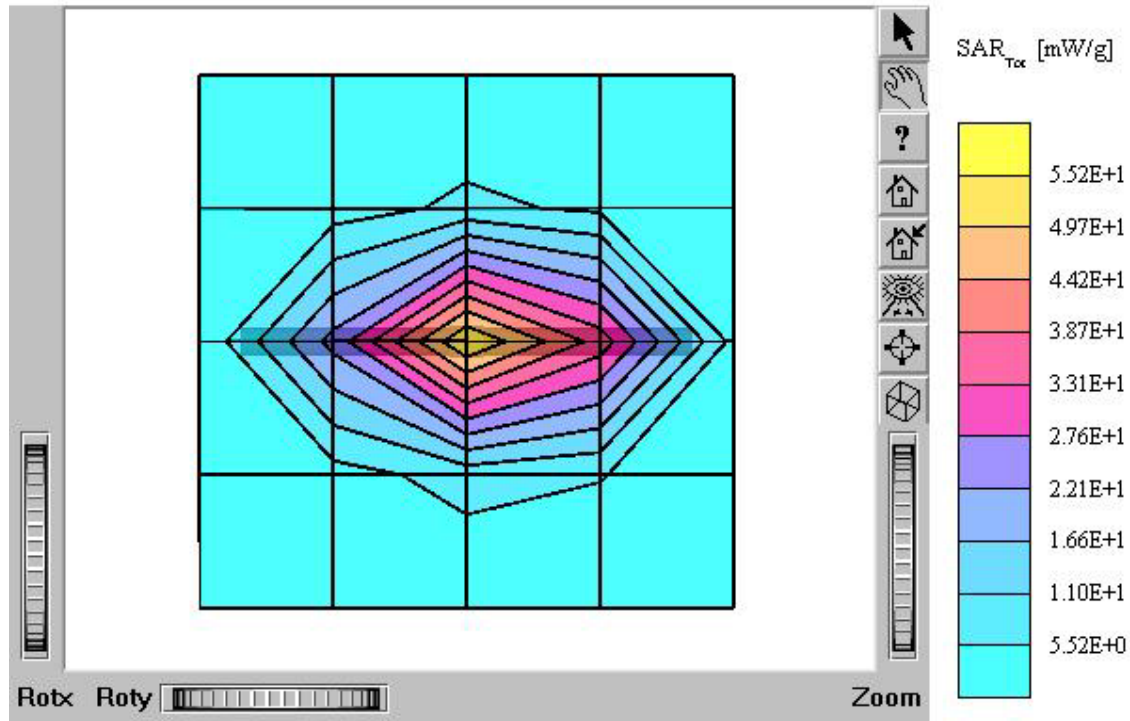 SAR_Tot [mW/g]
?
5.52E+1
4.97E+1
4.42E+1
3.87E+1
3.31E+1
2.76E+1
2.21E+1
1.66E+1
1.10E+1
5.52E+0
Rotx Roty Zoom